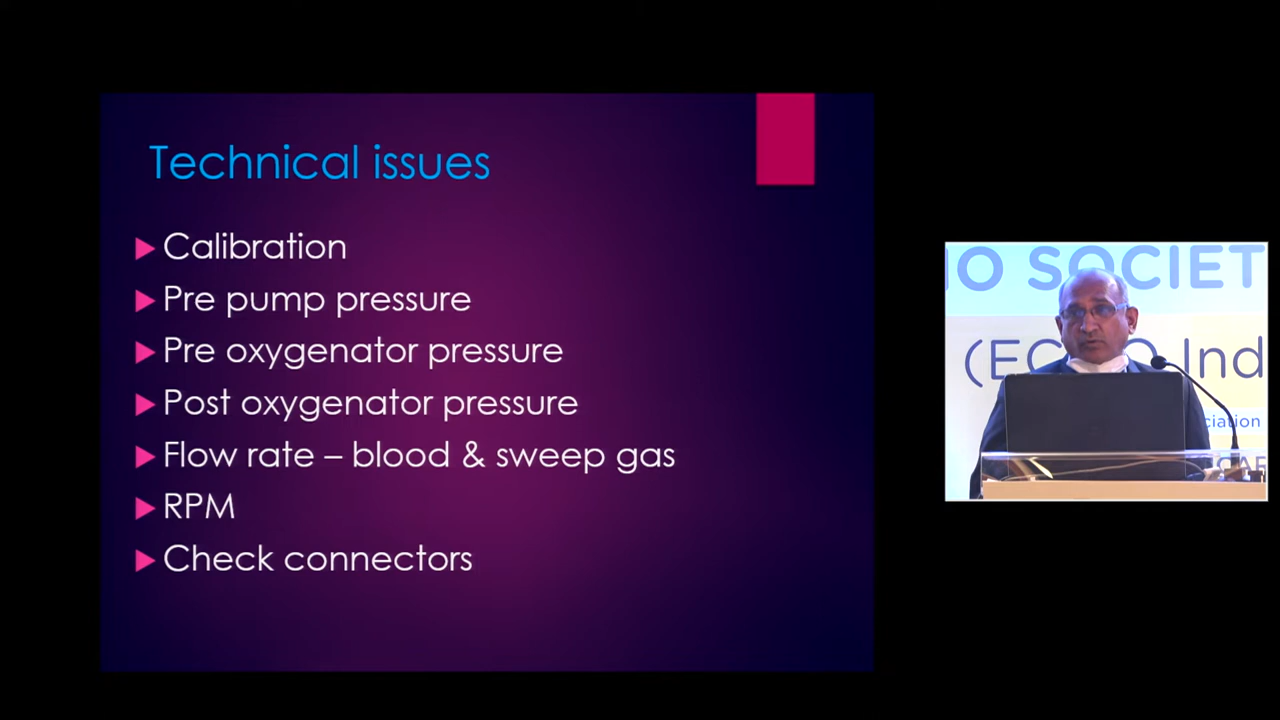 Technical issues
Calibration
Pre pump pressure
Pre oxygenator pressure
Post oxygenator pressure
Flow rate – blood & sweep gas
RPM
Check connectors
SOCIET